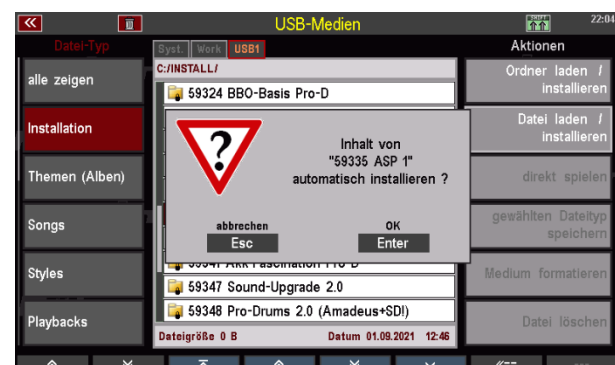 USB-Medien
SHIFT
22:04
Datei-Typ
Syst. Work USB1
Aktionen
C:/INSTALL/
alle zeigen
59324 BBO-Basis Pro-D
Ordner laden /
installieren
Installation
Datei laden /
installieren
Inhalt von
"59335 ASP 1"
automatisch installieren ?
Themen (Alben)
direkt spielen
Songs
abbrechen
Esc
OK
Enter
gewählten Dateityp
speichern
Styles
59347 Sound-Upgrade 2.0
Medium formatieren
59348 Pro-Drums 2.0 (Amadeus+SD!)
Playbacks
Dateigröße 0 B
Datum 01.09.2021 12:46
Datei löschen